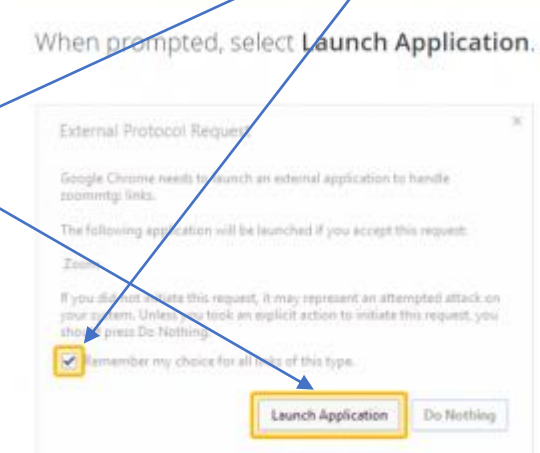 When prompted, select Launch Application.
External Protocol Request
Google Chrome needs to launch an external application to handle
zoommtg: links.
The following application will be launched if you accept this request:
Zoom
If you did not initiate this request, it may represent an attempted attack on
your system. Unless you took an explicit action to initiate this request, you
should press Do Nothing.
Remember my choice for all links of this type.
Launch Application
Do Nothing